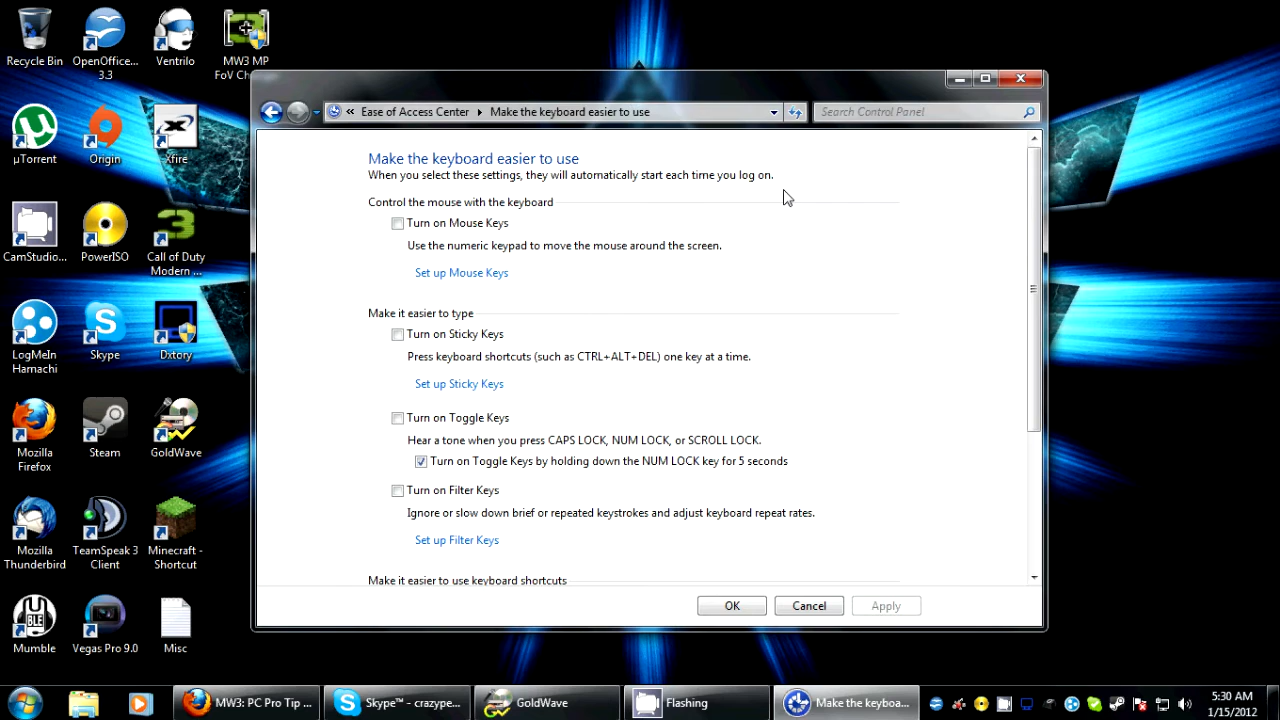 Recycle Bin
OpenOffice...
3.3
Ventrilo
MW3 MP
FoV Ch...
Ease of Access Center
Make the keyboard easier to use
Search Control Panel
µTorrent
Origin
Xfire
Make the keyboard easier to use
When you select these settings, they will automatically start each time you log on.
Control the mouse with the keyboard
Turn on Mouse Keys
Use the numeric keypad to move the mouse around the screen.
Set up Mouse Keys
CamStudio...
PowerISO
Call of Duty
Modern ...
Make it easier to type
Turn on Sticky Keys
Press keyboard shortcuts (such as CTRL+ALT+DEL) one key at a time.
Set up Sticky Keys
LogMeIn
Hamachi
Skype
Dxtory
Turn on Toggle Keys
Hear a tone when you press CAPS LOCK, NUM LOCK, or SCROLL LOCK.
Turn on Toggle Keys by holding down the NUM LOCK key for 5 seconds
Mozilla
Firefox
Steam
GoldWave
Turn on Filter Keys
Ignore or slow down brief or repeated keystrokes and adjust keyboard repeat rates.
Set up Filter Keys
Mozilla
Thunderbird
TeamSpeak 3
Client
Minecraft -
Shortcut
Make it easier to use keyboard shortcuts
OK
Cancel
Apply
BLE
Mumble
Vegas Pro 9.0
Misc
MW3: PC Pro Tip ...
Skype™ - crazype...
GoldWave
Flashing
Make the keyboa...
5:30 AM
1/15/2012